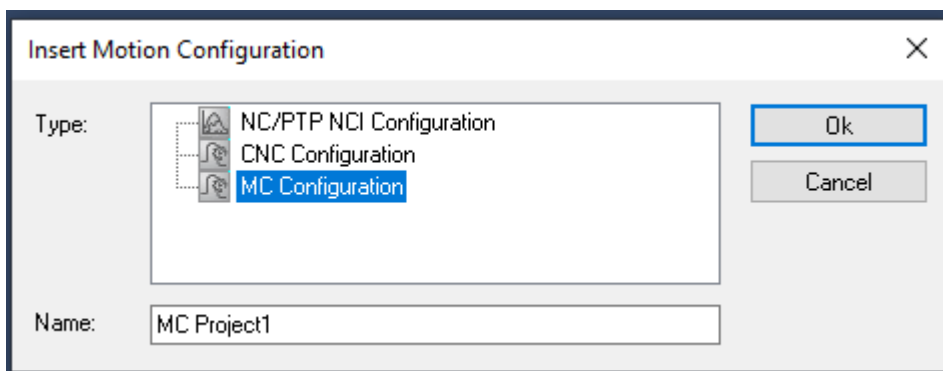 Insert Motion Configuration
Type:
NC/PTP NCI Configuration
CNC Configuration
MC Configuration
Ok
Cancel
Name:
MC Project1